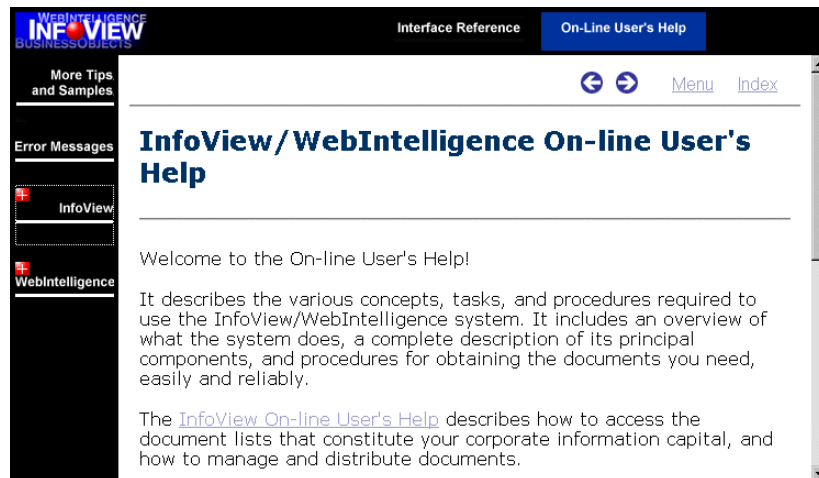 WEBINTELLIGENCE
INFOVIEW
BUSINESSOBJECTS
Interface Reference
On-Line User's Help
More Tips
and Samples
Error Messages
InfoView
WebIntelligence
Menu
Index
InfoView/WebIntelligence On-line User's
Help
Welcome to the On-line User's Help!
It describes the various concepts, tasks, and procedures required to
use the InfoView/WebIntelligence system. It includes an overview of
what the system does, a complete description of its principal
components, and procedures for obtaining the documents you need,
easily and reliably.
The InfoView On-line User's Help describes how to access the
document lists that constitute your corporate information capital, and
how to manage and distribute documents.